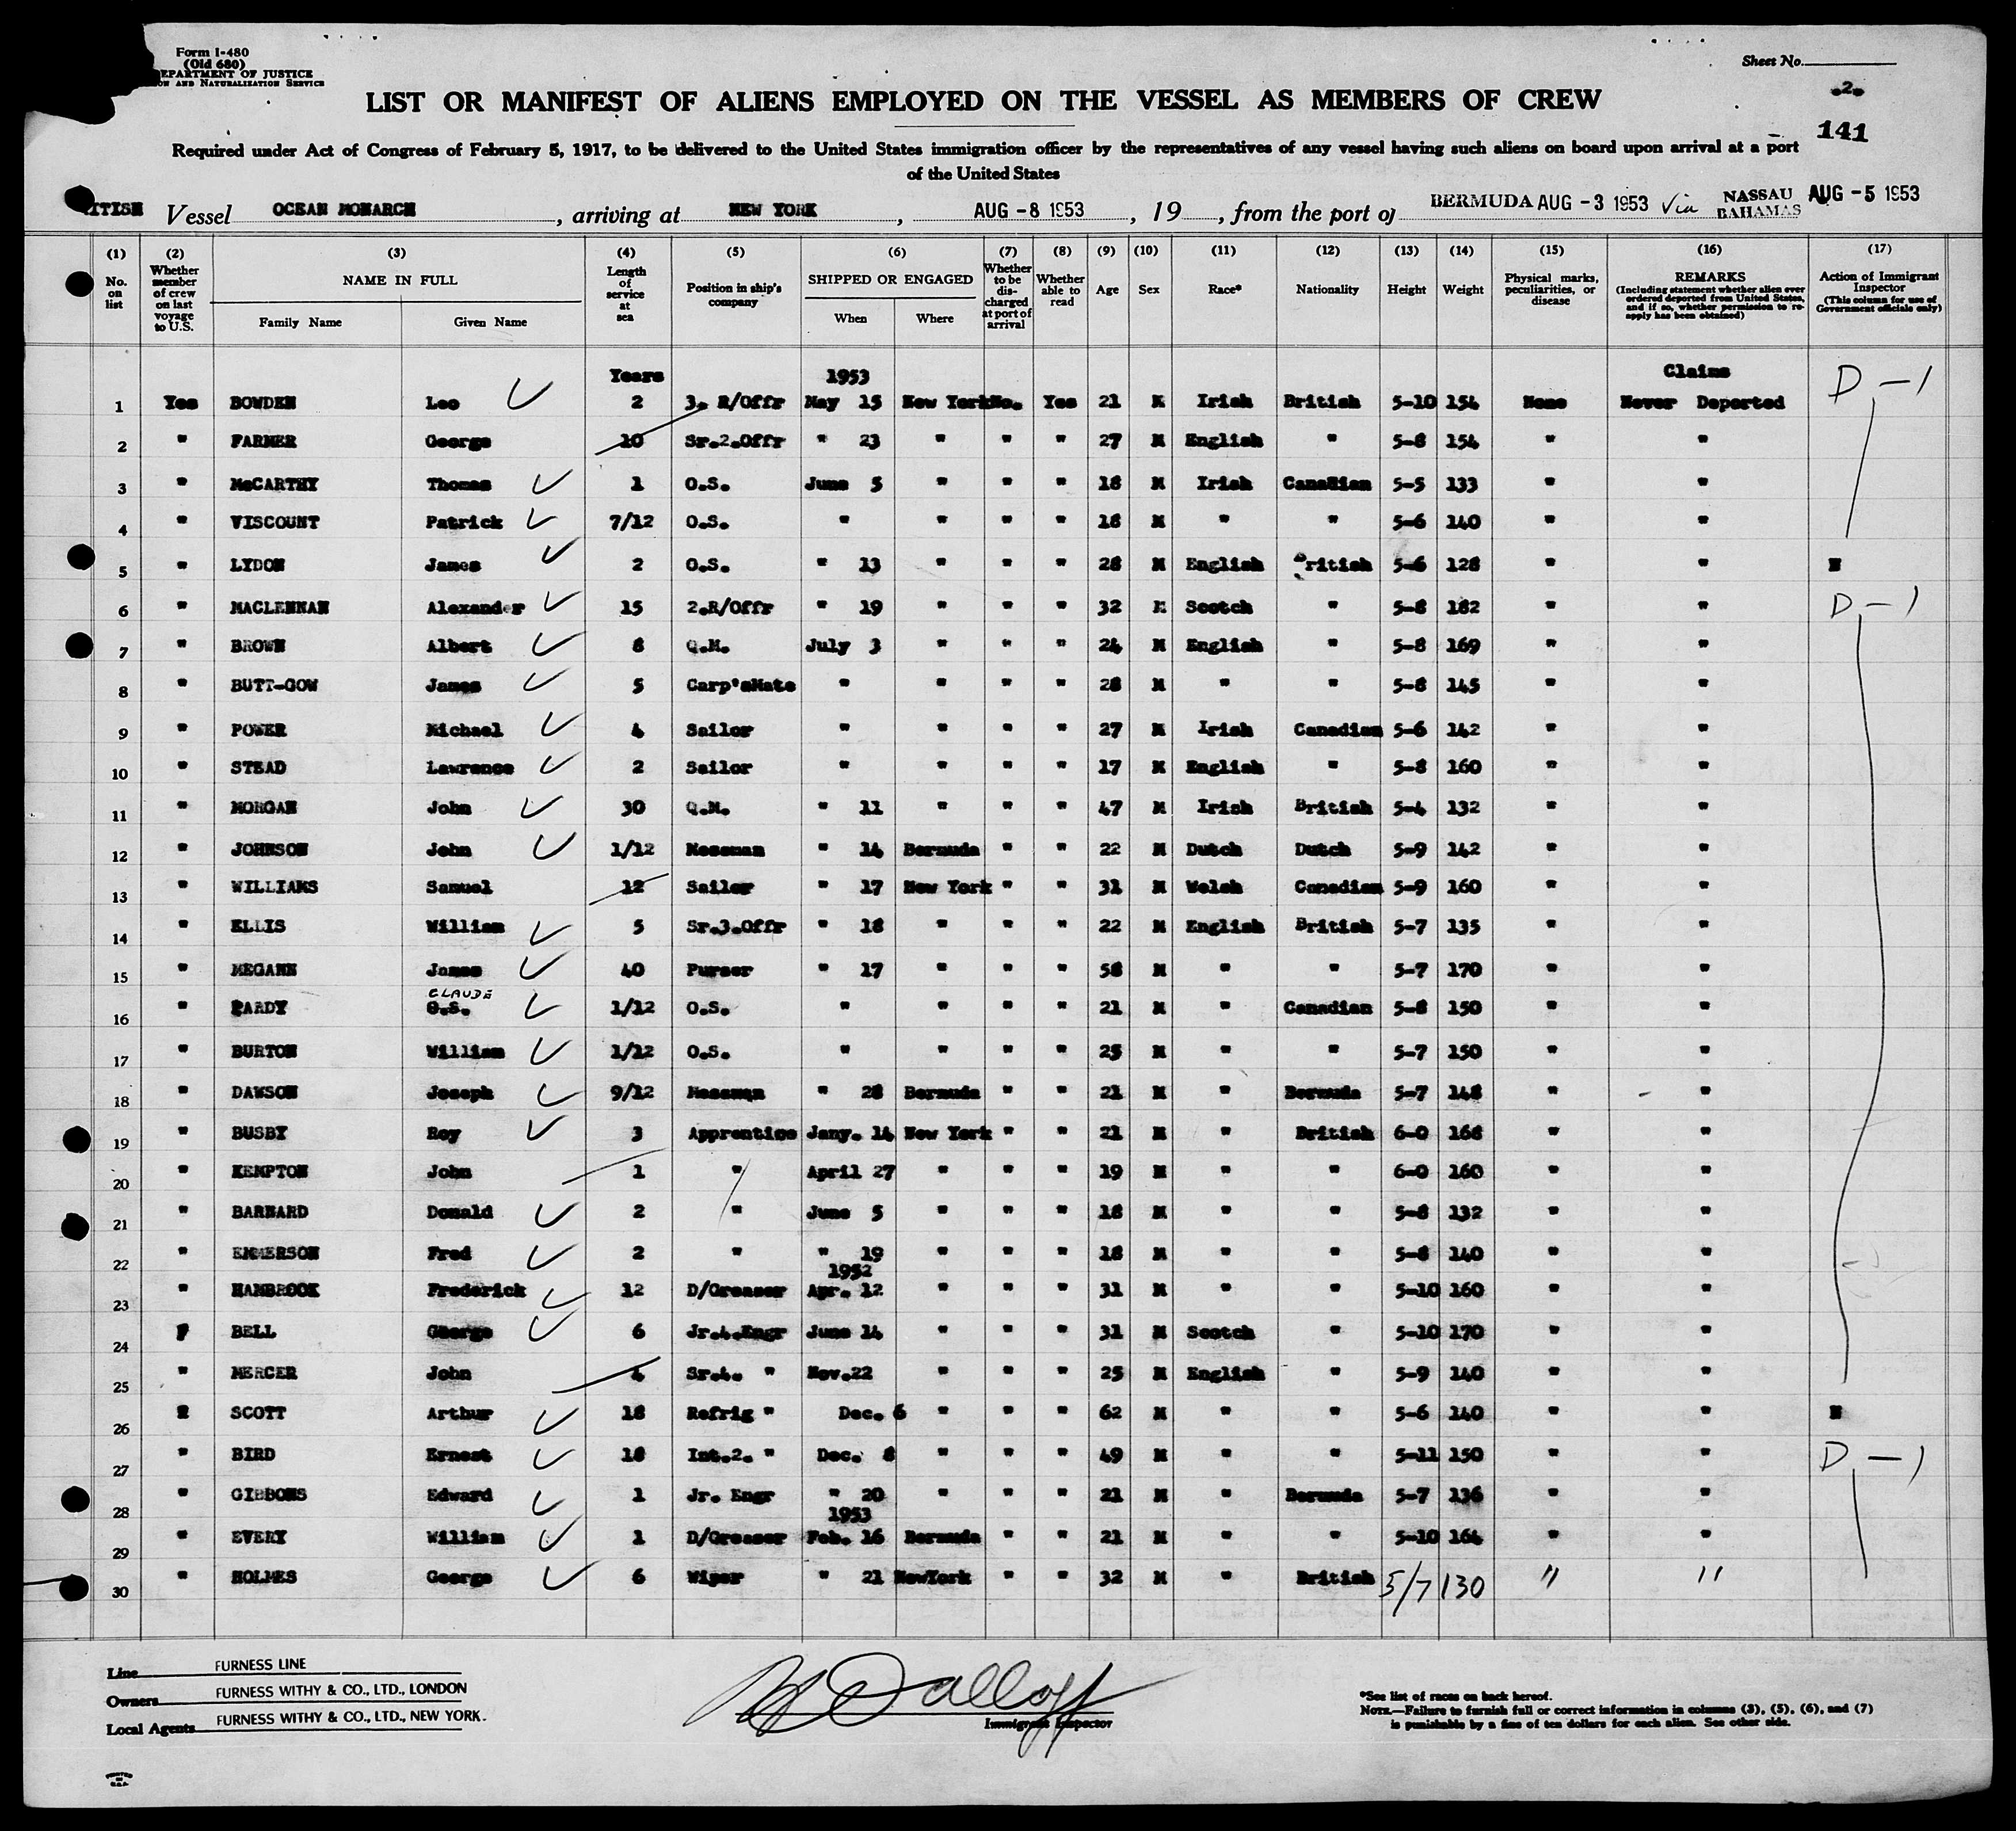 Form I-480
(Old 680)
EPARTMENT OF JUSTICE
ON AND NATURALIZATION SERVICE
Sheet No.
-2-
141
LIST OR MANIFEST OF ALIENS EMPLOYED ON THE VESSEL AS MEMBERS OF CREW
Required under Act of Congress of February 5, 1917, to be delivered to the United States immigration officer by the representatives of any vessel having such aliens on board upon arrival at a port
of the United States
ITISH Vessel OCEAN MONARCH, arriving at NEW YORK, AUG -8 1953, 19, from the port of BERMUDA AUG -3 1953 Via NASSAU BAHAMAS AUG -5 1953
(1) (2) (3) (4) (5) (6) (7) (8) (9) (10) (11) (12) (13) (14) (15) (16) (17)
No. on list
Whether member of crew on last voyage to U.S.
NAME IN FULL
Family Name Given Name
Length of service at sea
Position in ship's company
SHIPPED OR ENGAGED
When Where
Whether to be discharged at port of arrival
Whether able to read
Age Sex Race* Nationality Height Weight
Physical marks, peculiarities, or disease
REMARKS
(Including statement whether alien ever ordered deported from United States, and if so, whether permission to re-apply has been obtained)
Action of Immigrant Inspector
(This column for use of Government officials only)
Years 1953 Claims
1 Yes BOWDEN Leo 2 3. R/Offr May 15 New York No. Yes 21 M Irish British 5-10 154 None Never Deported D-1
2 " FARMER George 10 Sr.2.Offr " 23 " " " 27 M English " 5-8 154 " "
3 " McCARTHY Thomas 1 O.S. June 5 " " " 18 M Irish Canadian 5-5 133 " "
4 " VISCOUNT Patrick 7/12 O.S. " " " " 18 M " " 5-6 140 " "
5 " LYDON James 2 O.S. " 13 " " " 28 M English British 5-6 128 " "
6 " MACLENNAN Alexander 15 2.R/Offr " 19 " " " 32 M Scotch " 5-8 182 " " D-1
7 " BROWN Albert 8 Q.M. July 3 " " " 24 M English " 5-8 169 " "
8 " BUTT-GOW James 5 Carp'sMate " " " " 28 M " " 5-8 145 " "
9 " POWER Michael 4 Sailor " " " " 27 M Irish Canadian 5-6 142 " "
10 " STEAD Lawrence 2 Sailor " " " " 17 M English " 5-8 160 " "
11 " MORGAN John 30 Q.M. " 11 " " " 47 M Irish British 5-4 132 " "
12 " JOHNSON John 1/12 Messman " 14 Bermuda " " 22 M Dutch Dutch 5-9 142 " "
13 " WILLIAMS Samuel 12 Sailor " 17 New York " " 31 M Welsh Canadian 5-9 160 " "
14 " ELLIS William 5 Sr.3.Offr " 18 " " " 22 M English British 5-7 135 " "
15 " MEGANN James 40 Purser " 17 " " " 58 M " " 5-7 170 " "
CLAUDE
16 " PARDY O.S. 1/12 O.S. " " " " 21 M " Canadian 5-8 150 " "
17 " BURTON William 1/12 O.S. " " " " 25 M " " 5-7 150 " "
18 " DAWSON Joseph 9/12 Messman " 28 Bermuda " " 21 M " Bermuda 5-7 148 " "
19 " BUSBY Roy 3 Apprentice Jany. 14 New York " " 21 M " British 6-0 168 " "
20 " KEMPTON John 1 " April 27 " " " 19 M " " 6-0 160 " "
21 " BARNARD Donald 2 " June 5 " " " 18 M " " 5-8 132 " "
22 " EMMERSON Fred 2 " " 19 " " " 18 M " " 5-8 140 " "
1952
23 " HAMBROOK Frederick 12 D/Greaser Apr. 12 " " " 31 M " " 5-10 160 " "
24 " BELL George 6 Jr.4.Engr June 14 " " " 31 M Scotch " 5-10 170 " "
25 " MERCER John 4 Sr.4. " Nov.22 " " " 25 M English " 5-9 140 " "
26 " SCOTT Arthur 18 Refrig " Dec. 6 " " " 62 M " " 5-6 140 " "
27 " BIRD Ernest 18 Int.2. " Dec. 8 " " " 49 M " " 5-11 150 " " D-1
28 " GIBBONS Edward 1 Jr. Engr " 20 " " " 21 M " Bermuda 5-7 136 " "
1953
29 " EVERY William 1 D/Greaser Feb. 16 Bermuda " " 21 M " " 5-10 164 " "
30 " HOLMES George 6 Wiper " 21 NewYork " " 32 M " British 5/7 130 " "
Line FURNESS LINE
Owners FURNESS WITHY & CO., LTD., LONDON
Local Agents FURNESS WITHY & CO., LTD., NEW YORK.
Immigrant Inspector
*See list of races on back hereof.
NOTE.—Failure to furnish full or correct information in columns (3), (5), (6), and (7)
is punishable by a fine of ten dollars for each alien. See other side.